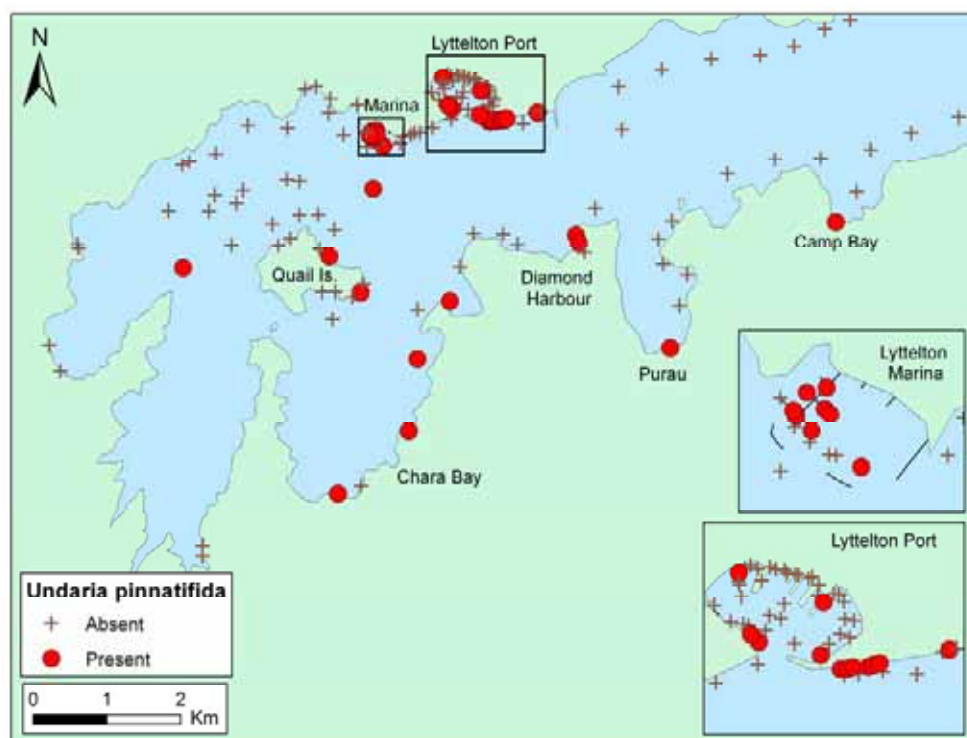 N
Lyttelton Port
Marina
Quail Is.
Diamond
Harbour
Camp Bay
Purau
Chara Bay
Lyttelton
Marina
Lyttelton Port
Undaria pinnatifida
Absent
Present
0 1 2
Km